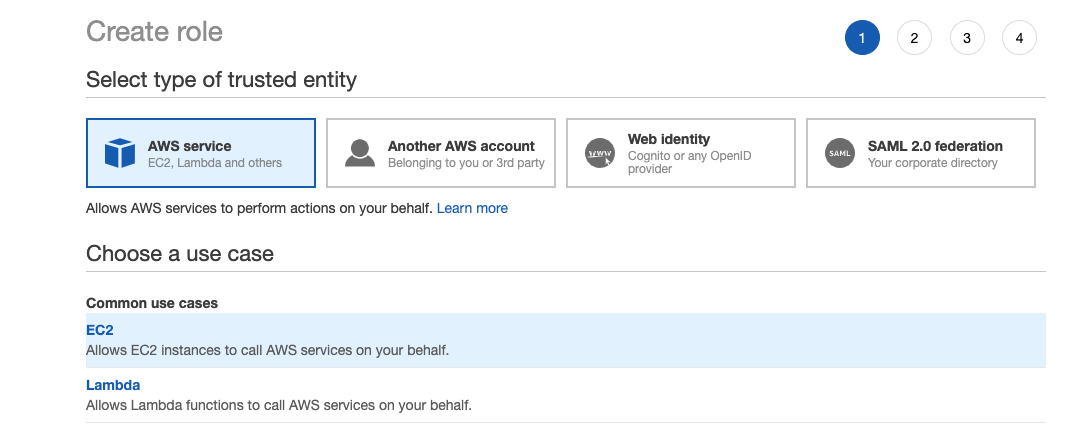 Create role
1 2 3 4
Select type of trusted entity
AWS service
EC2, Lambda and others
Another AWS account
Belonging to you or 3rd party
www
Web identity
Cognito or any OpenID
provider
SAML
SAML 2.0 federation
Your corporate directory
Allows AWS services to perform actions on your behalf. Learn more
Choose a use case
Common use cases
EC2
Allows EC2 instances to call AWS services on your behalf.
Lambda
Allows Lambda functions to call AWS services on your behalf.